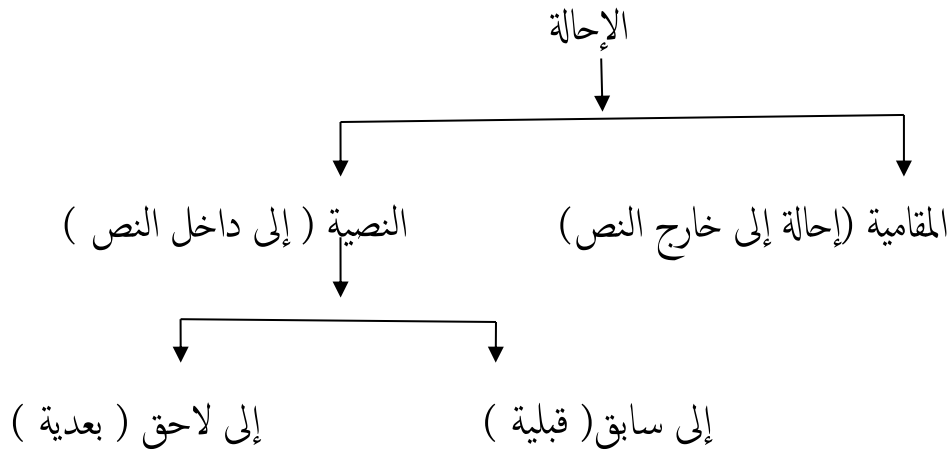 الإحالة
المقامية (إحالة إلى خارج النص) النصية ( إلى داخل النص )
إلى سابق( قبلية ) إلى لاحق ( بعدية )